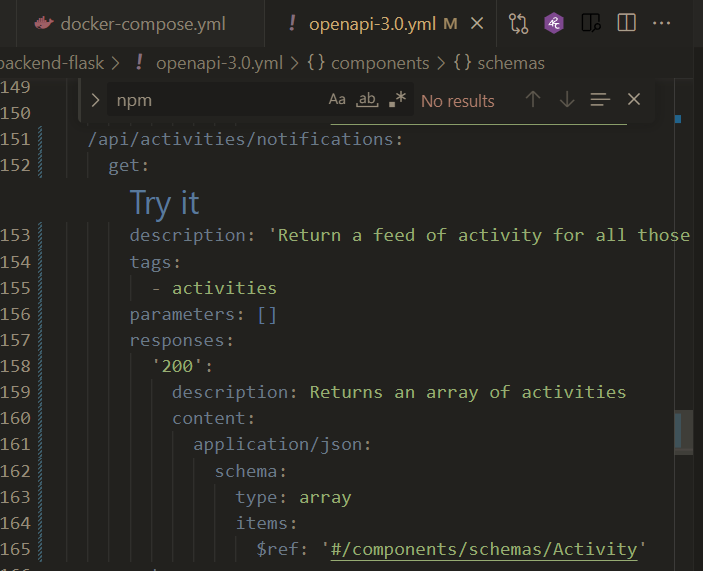 docker-compose.yml
! openapi-3.0.yml M ×
backend-flask > ! openapi-3.0.yml > {} components > {} schemas
149
> npm Aa ab .* No results
150
151 /api/activities/notifications:
152 get:
Try it
153 description: 'Return a feed of activity for all those
154 tags:
155 - activities
156 parameters: []
157 responses:
158 '200':
159 description: Returns an array of activities
160 content:
161 application/json:
162 schema:
163 type: array
164 items:
165 $ref: '#/components/schemas/Activity'
166